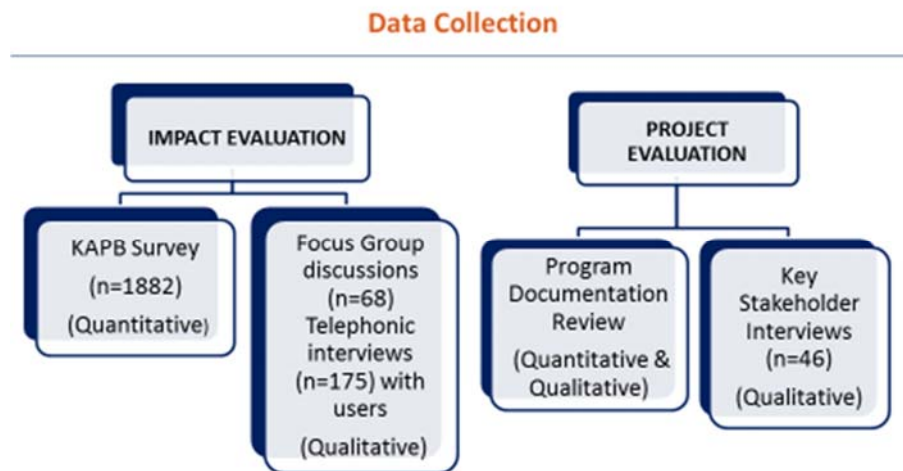 Data Collection
IMPACT EVALUATION
KAPB Survey
(n=1882)
(Quantitative)
Focus Group
discussions
(n=68)
Telephonic
interviews
(n=175) with
users
(Qualitative)
PROJECT
EVALUATION
Program
Documentation
Review
(Quantitative &
Qualitative)
Key
Stakeholder
Interviews
(n=46)
(Qualitative)